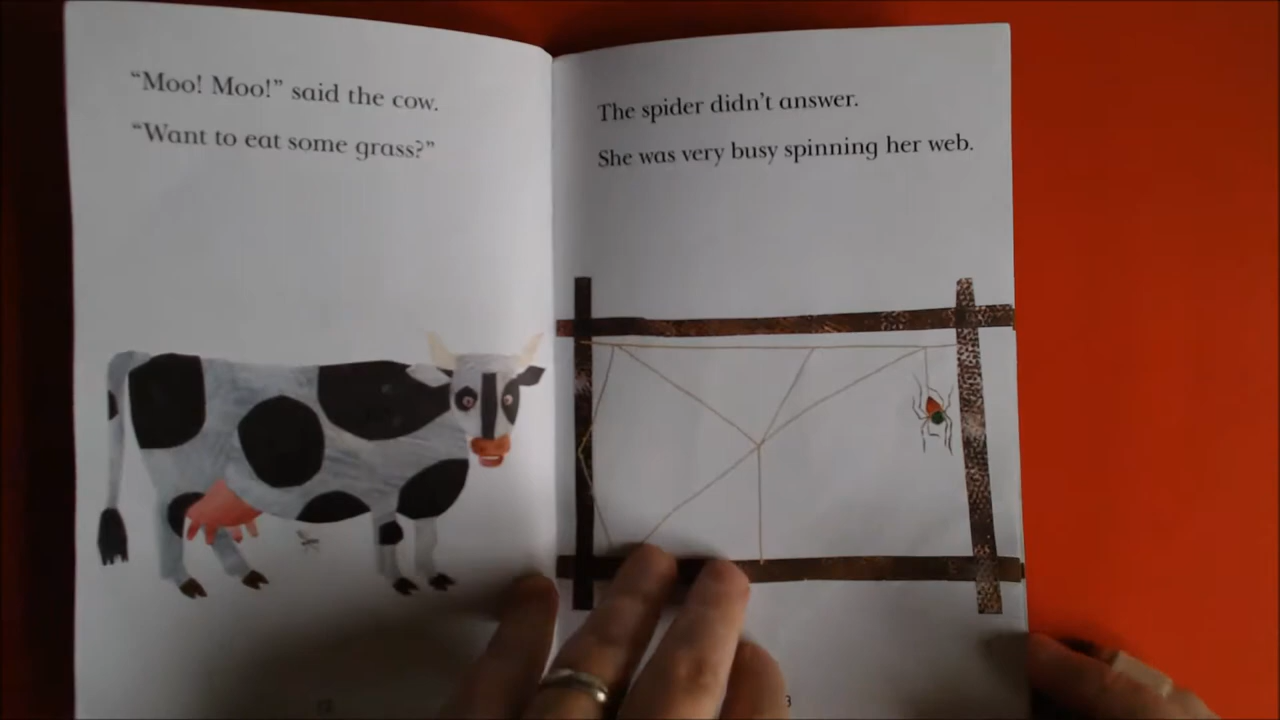 “Moo! Moo!” said the cow.
“Want to eat some grass?”
The spider didn’t answer.
She was very busy spinning her web.